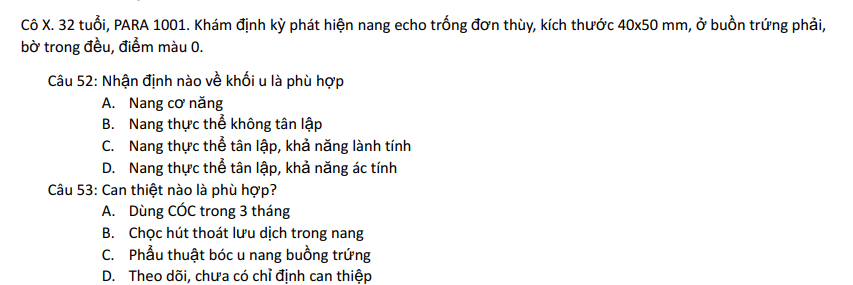 Cô X. 32 tuổi, PARA 1001. Khám định kỳ phát hiện nang echo trống đơn thùy, kích thước 40x50 mm, ở buồn trứng phải,
bờ trong đều, điểm màu 0.
Câu 52: Nhận định nào về khối u là phù hợp
A. Nang cơ năng
B. Nang thực thể không tân lập
C. Nang thực thể tân lập, khả năng lành tính
D. Nang thực thể tân lập, khả năng ác tính
Câu 53: Can thiệt nào là phù hợp?
A. Dùng CÓC trong 3 tháng
B. Chọc hút thoát lưu dịch trong nang
C. Phẩu thuật bóc u nang buồng trứng
D. Theo dõi, chưa có chỉ định can thiệp